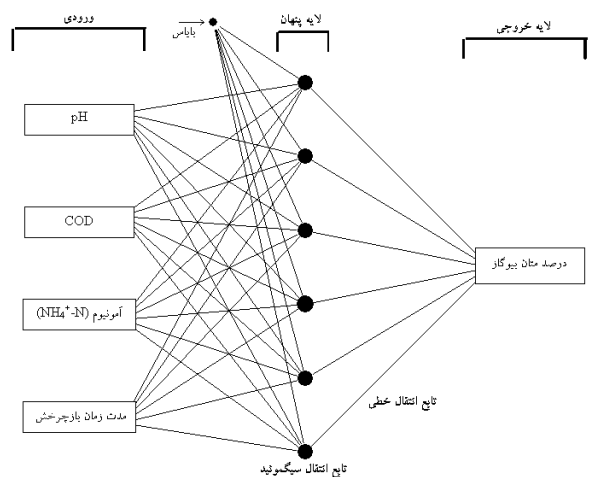 ورودی
لایه پنهان
لایه خروجی
بایاس
pH
COD
آمونیوم (NH4+-N)
مدت زمان بازچرخش
درصد متان بیوگاز
تابع انتقال خطی
تابع انتقال سیگموئید